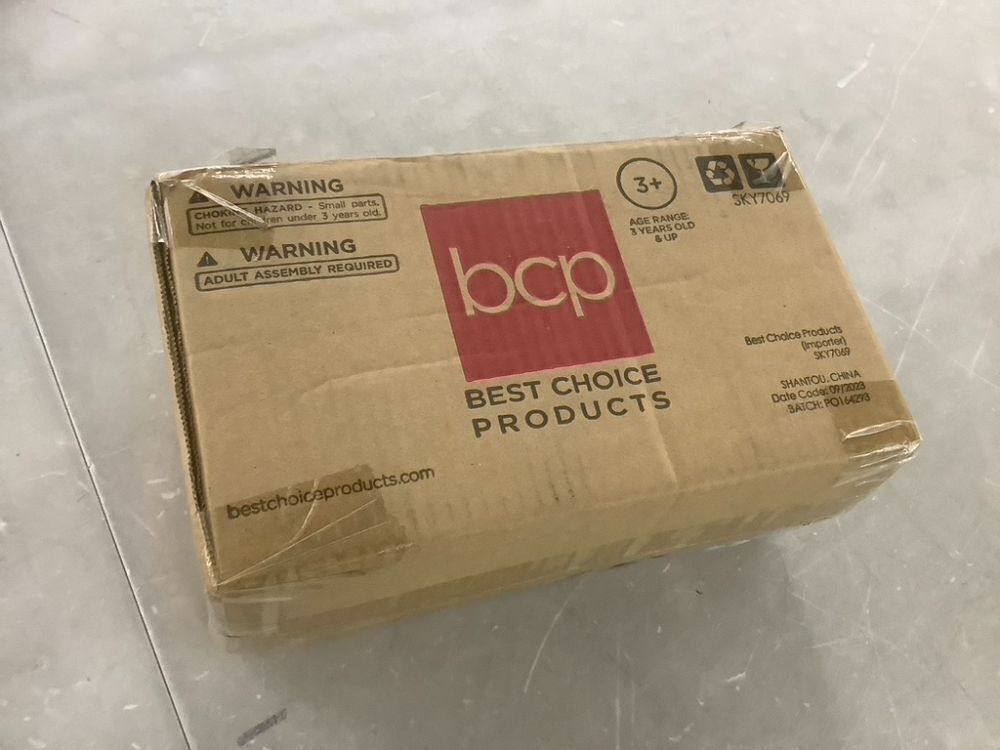 WARNING
CHOKING HAZARD - Small parts.
Not for children under 3 years old.
WARNING
ADULT ASSEMBLY REQUIRED
bcp
BEST CHOICE
PRODUCTS
3+
AGE RANGE:
3 YEARS OLD
& UP
SKY7069
Best Choice Products
(Importer)
SKY7069
SHANTOU, CHINA
Date Code: 09/2023
BATCH: PO164293
bestchoiceproducts.com